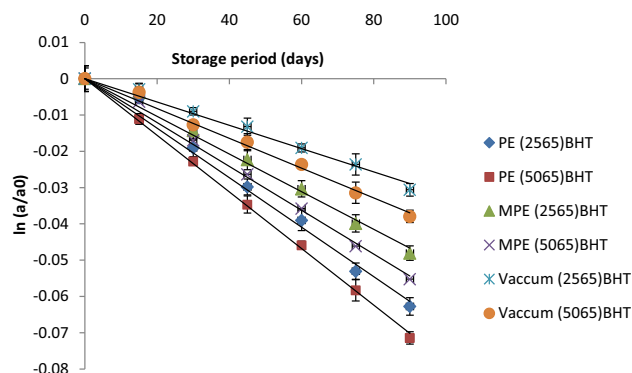 0.01
0
-0.01
-0.02
-0.03
-0.04
-0.05
-0.06
-0.07
-0.08
0 20 40 60 80 100
Storage period (days)
ln (a/a0)
PE (2565)BHT
PE (5065)BHT
MPE (2565)BHT
MPE (5065)BHT
Vaccum (2565)BHT
Vaccum (5065)BHT